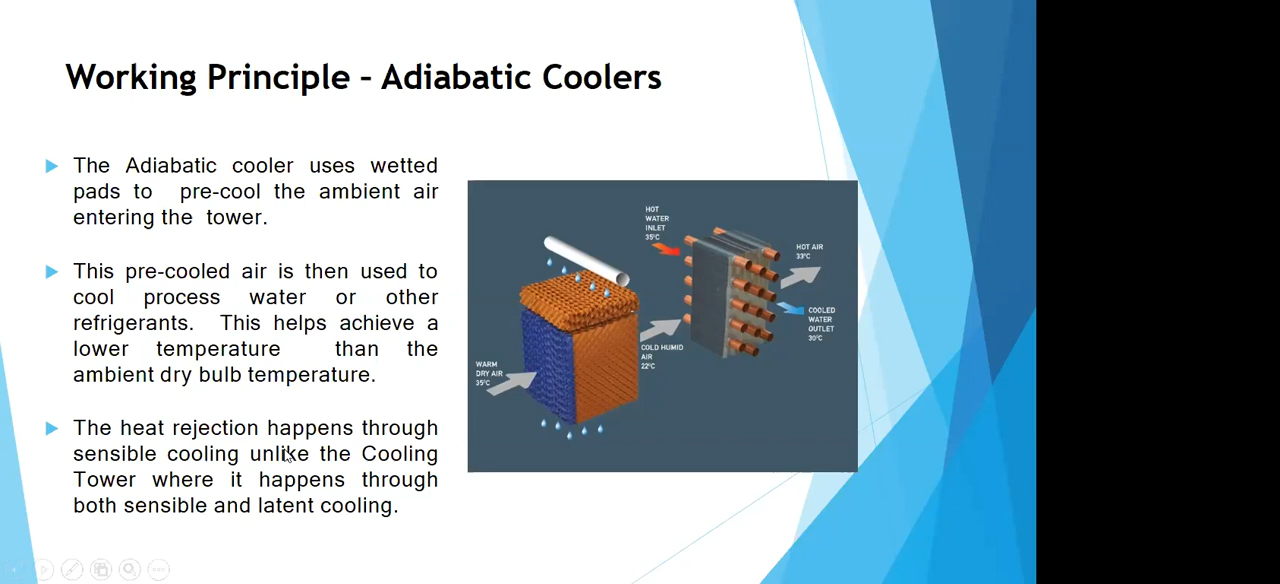 Working Principle – Adiabatic Coolers
The Adiabatic cooler uses wetted
pads to pre-cool the ambient air
entering the tower.
This pre-cooled air is then used to
cool process water or other
refrigerants. This helps achieve a
lower temperature than the
ambient dry bulb temperature.
The heat rejection happens through
sensible cooling unlike the Cooling
Tower where it happens through
both sensible and latent cooling.
HOT
WATER
INLET
35°C
HOT AIR
33°C
COOLED
WATER
OUTLET
30°C
COLD HUMID
AIR
22°C
WARM
DRY AIR
35°C